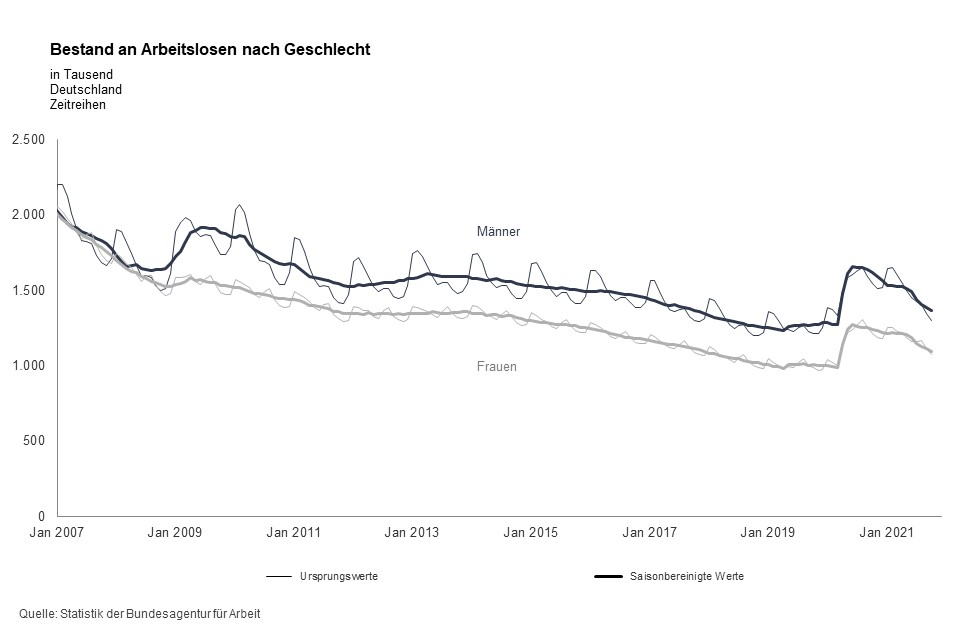 Bestand an Arbeitslosen nach Geschlecht
in Tausend
Deutschland
Zeitreihen
2.500
2.000
Männer
1.500
1.000
Frauen
500
0
Jan 2007 Jan 2009 Jan 2011 Jan 2013 Jan 2015 Jan 2017 Jan 2019 Jan 2021
Ursprungswerte Saisonbereinigte Werte
Quelle: Statistik der Bundesagentur für Arbeit